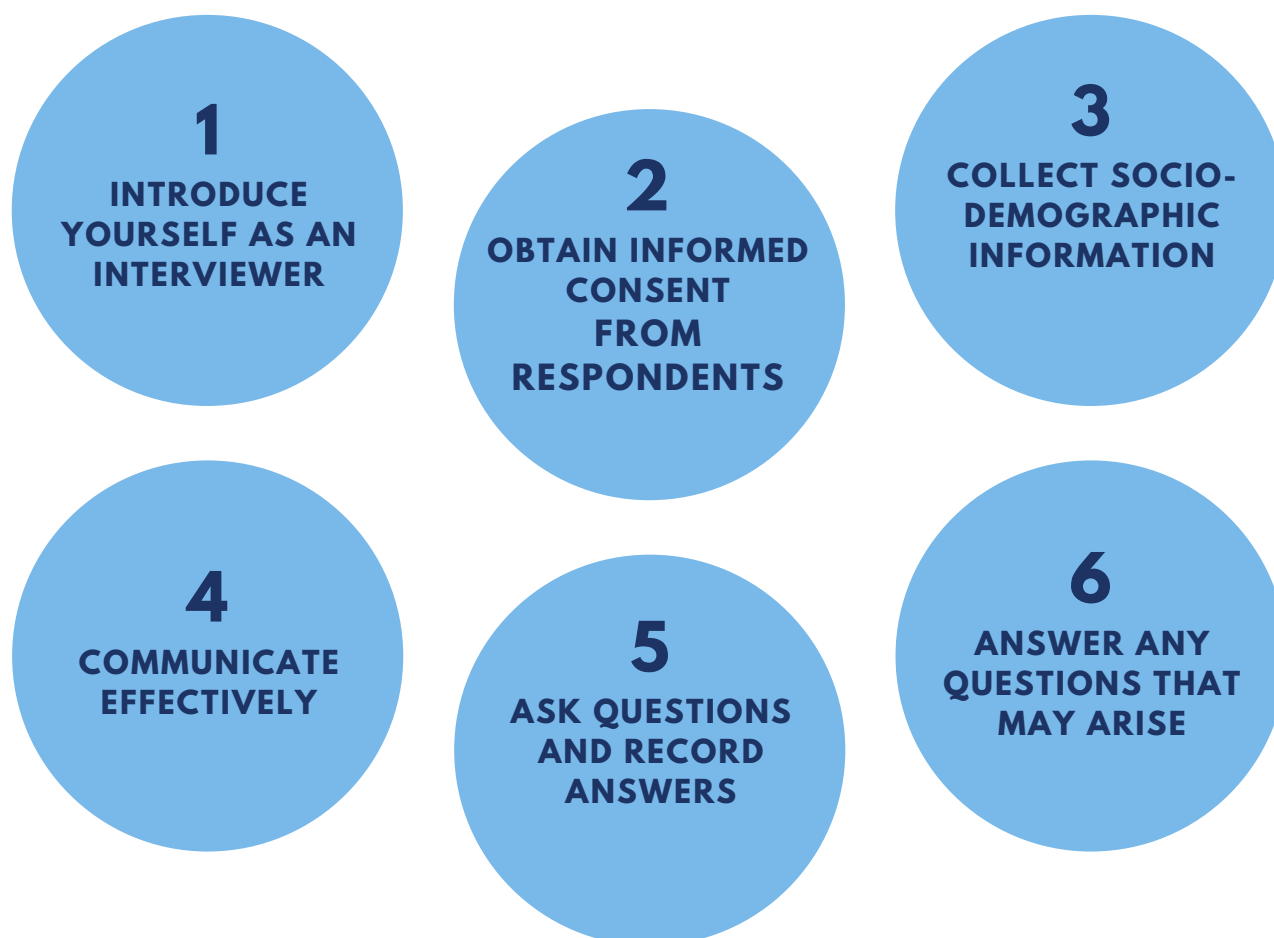 1
INTRODUCE
YOURSELF AS AN
INTERVIEWER
2
OBTAIN INFORMED
CONSENT
FROM
RESPONDENTS
3
COLLECT SOCIO-
DEMOGRAPHIC
INFORMATION
4
COMMUNICATE
EFFECTIVELY
5
ASK QUESTIONS
AND RECORD
ANSWERS
6
ANSWER ANY
QUESTIONS THAT
MAY ARISE